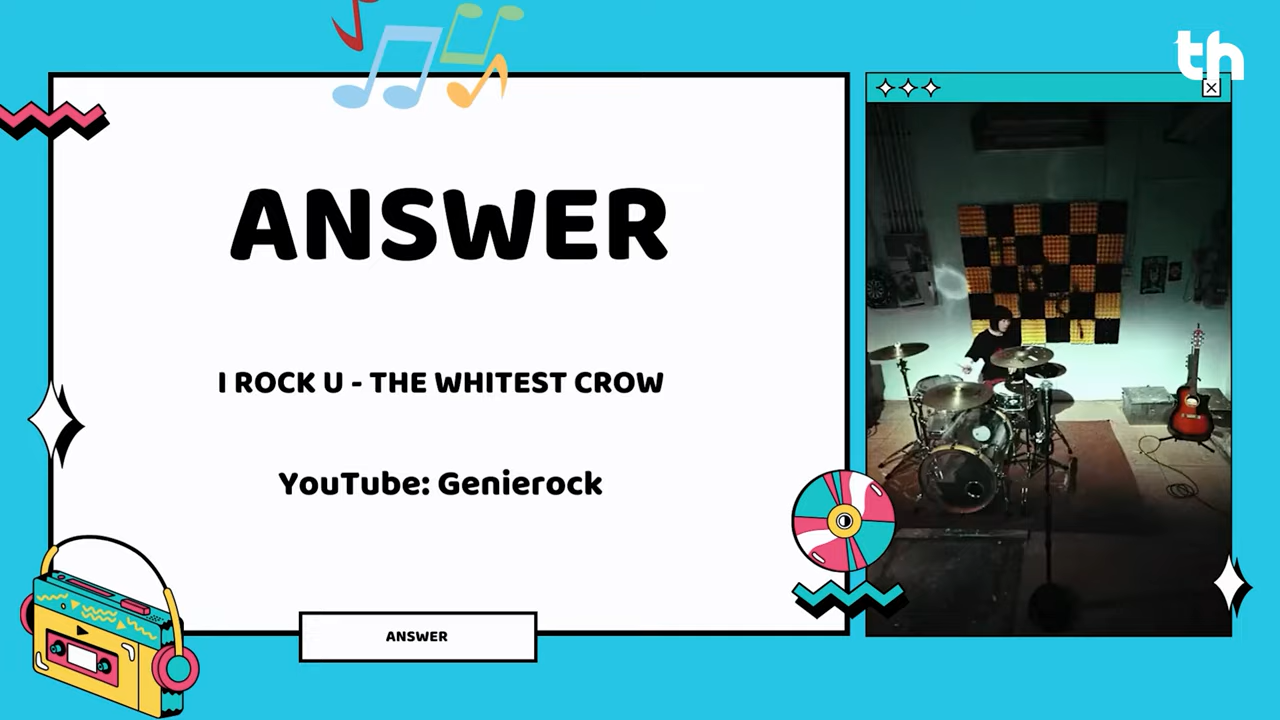 th
ANSWER
I ROCK U - THE WHITEST CROW
YouTube: Genierock
ANSWER